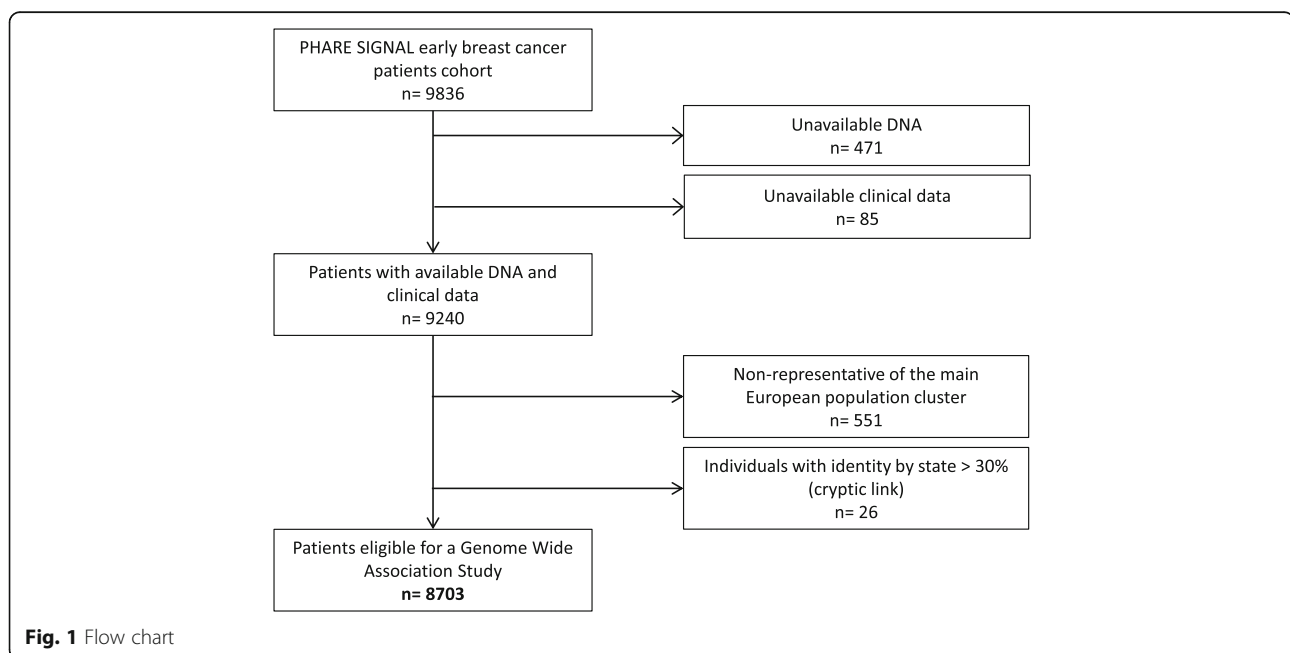 PHARE SIGNAL early breast cancer
patients cohort
n= 9836
Unavailable DNA
n= 471
Unavailable clinical data
n= 85
Patients with available DNA and
clinical data
n= 9240
Non-representative of the main
European population cluster
n= 551
Individuals with identity by state > 30%
(cryptic link)
n= 26
Patients eligible for a Genome Wide
Association Study
n= 8703
Fig. 1 Flow chart